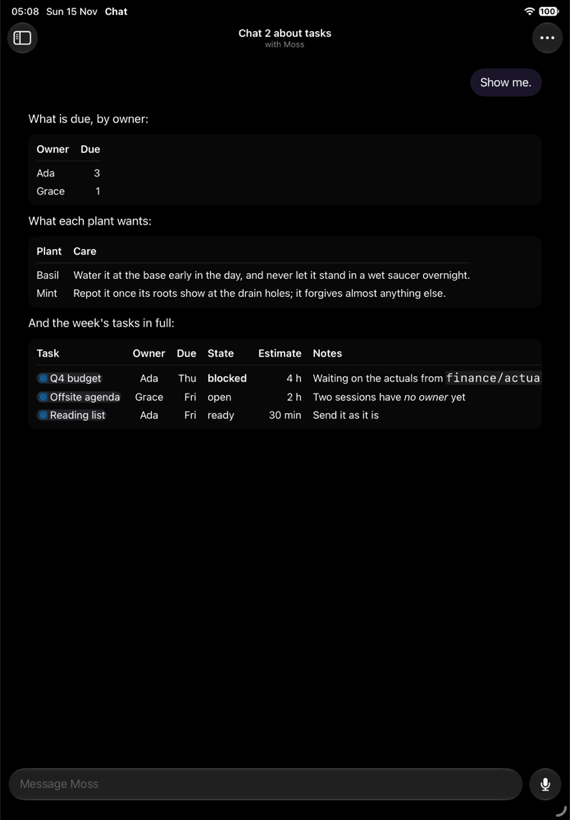 05:08 Sun 15 Nov Chat 100
Chat 2 about tasks
with Moss
Show me.
What is due, by owner:
Owner Due
Ada 3
Grace 1
What each plant wants:
Plant Care
Basil Water it at the base early in the day, and never let it stand in a wet saucer overnight.
Mint Repot it once its roots show at the drain holes; it forgives almost anything else.
And the week's tasks in full:
Task Owner Due State Estimate Notes
Q4 budget Ada Thu blocked 4 h Waiting on the actuals from finance/actua
Offsite agenda Grace Fri open 2 h Two sessions have no owner yet
Reading list Ada Fri ready 30 min Send it as it is
Message Moss